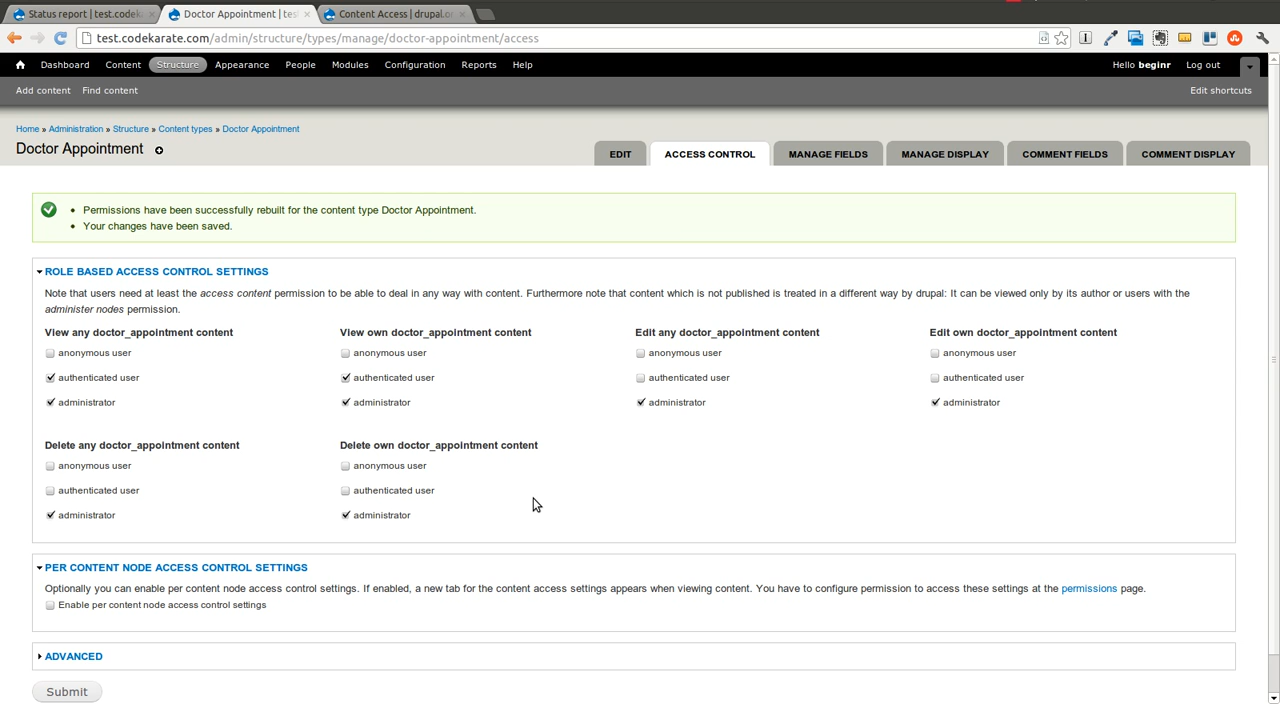 Status report | test.codek
Doctor Appointment | tes
Content Access | drupal.o
test.codekarate.com/admin/structure/types/manage/doctor-appointment/access
Dashboard Content Structure Appearance People Modules Configuration Reports Help
Hello beginr Log out
Add content Find content
Edit shortcuts
Home » Administration » Structure » Content types » Doctor Appointment
Doctor Appointment
EDIT ACCESS CONTROL MANAGE FIELDS MANAGE DISPLAY COMMENT FIELDS COMMENT DISPLAY
Permissions have been successfully rebuilt for the content type Doctor Appointment.
Your changes have been saved.
ROLE BASED ACCESS CONTROL SETTINGS
Note that users need at least the access content permission to be able to deal in any way with content. Furthermore note that content which is not published is treated in a different way by drupal: It can be viewed only by its author or users with the
administer nodes permission.
View any doctor_appointment content
anonymous user
authenticated user
administrator
View own doctor_appointment content
anonymous user
authenticated user
administrator
Edit any doctor_appointment content
anonymous user
authenticated user
administrator
Edit own doctor_appointment content
anonymous user
authenticated user
administrator
Delete any doctor_appointment content
anonymous user
authenticated user
administrator
Delete own doctor_appointment content
anonymous user
authenticated user
administrator
PER CONTENT NODE ACCESS CONTROL SETTINGS
Optionally you can enable per content node access control settings. If enabled, a new tab for the content access settings appears when viewing content. You have to configure permission to access these settings at the permissions page.
Enable per content node access control settings
ADVANCED
Submit